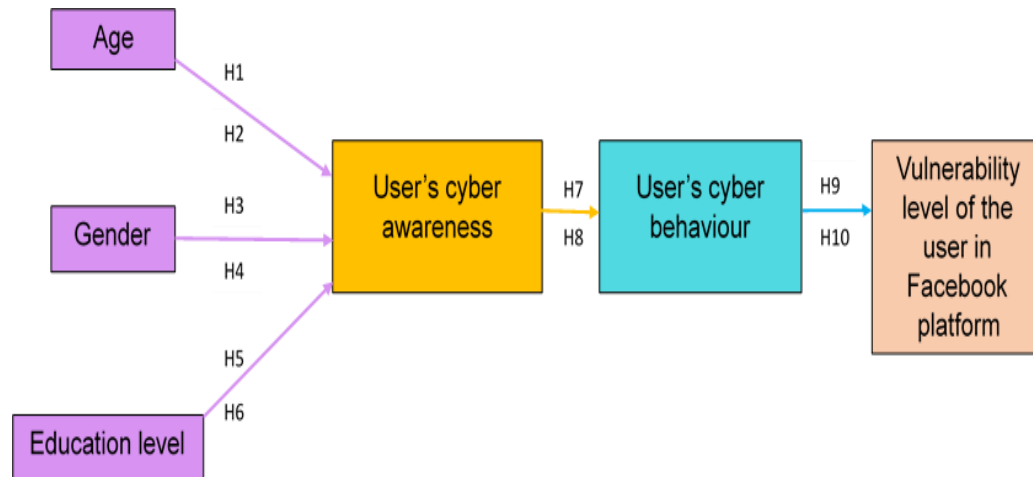 Age
H1
H2
Gender
H3
H4
Education level
H5
H6
User's cyber
awareness
H7
H8
User's cyber
behaviour
H9
H10
Vulnerability
level of the
user in
Facebook
platform